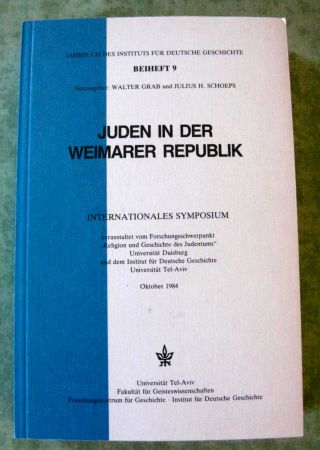 JAHRBUCH DES INSTITUTS FÜR DEUTSCHE GESCHICHTE
BEIHEFT 9
Herausgeber: WALTER GRAB und JULIUS H. SCHOEPS
JUDEN IN DER
WEIMARER REPUBLIK
INTERNATIONALES SYMPOSIUM
veranstaltet vom Forschungsschwerpunkt
„Religion und Geschichte des Judentums"
Universität Duisburg
und dem Institut für Deutsche Geschichte
Universität Tel-Aviv
Oktober 1984
Universität Tel-Aviv
Fakultät für Geisteswissenschaften
Forschungszentrum für Geschichte · Institut für Deutsche Geschichte